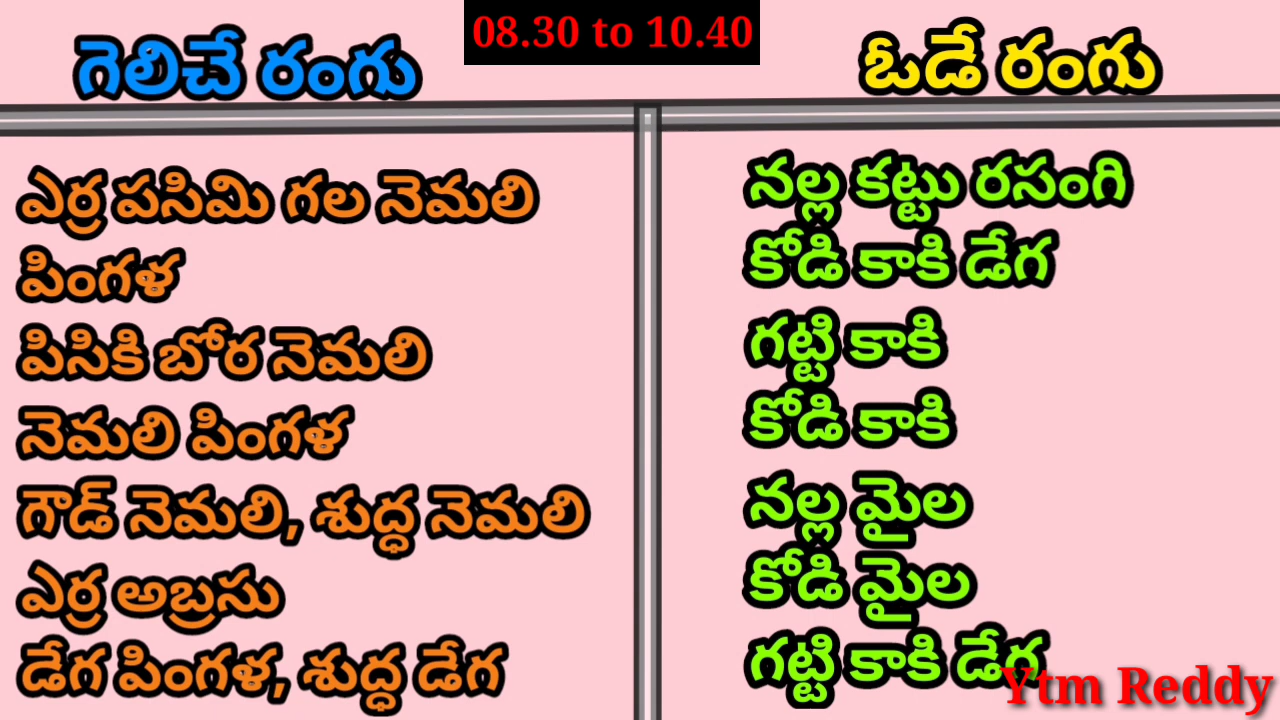 08.30 to 10.40
గెలిచే రంగు
ఓడే రంగు
ఎర్ర పసిమి గల నెమలి
పింగళ
పిసికి బోర నెమలి
నెమలి పింగళ
గౌడ్ నెమలి, శుద్ధ నెమలి
ఎర్ర అబ్రసు
డేగ పింగళ, శుద్ధ డేగ
నల్ల కట్టు రసంగి
కోడి కాకి డేగ
గట్టి కాకి
కోడి కాకి
నల్ల మైల
కోడి మైల
గట్టి కాకి డేగ
Ytm Reddy